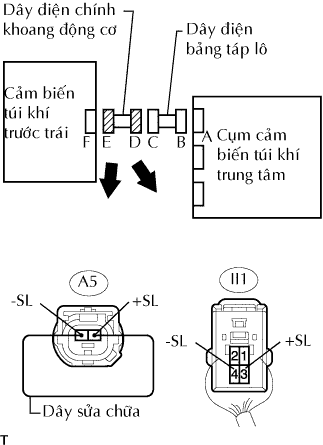 Dây điện chính
khoang động cơ
Dây điện
bảng táp lô
Cảm biến
túi khí
trước trái
F E D C B A
Cụm cảm
biến túi khí
trung tâm
A5
II1
-SL
+SL
-SL
+SL
2 1
4 3
Dây sửa chữa
T